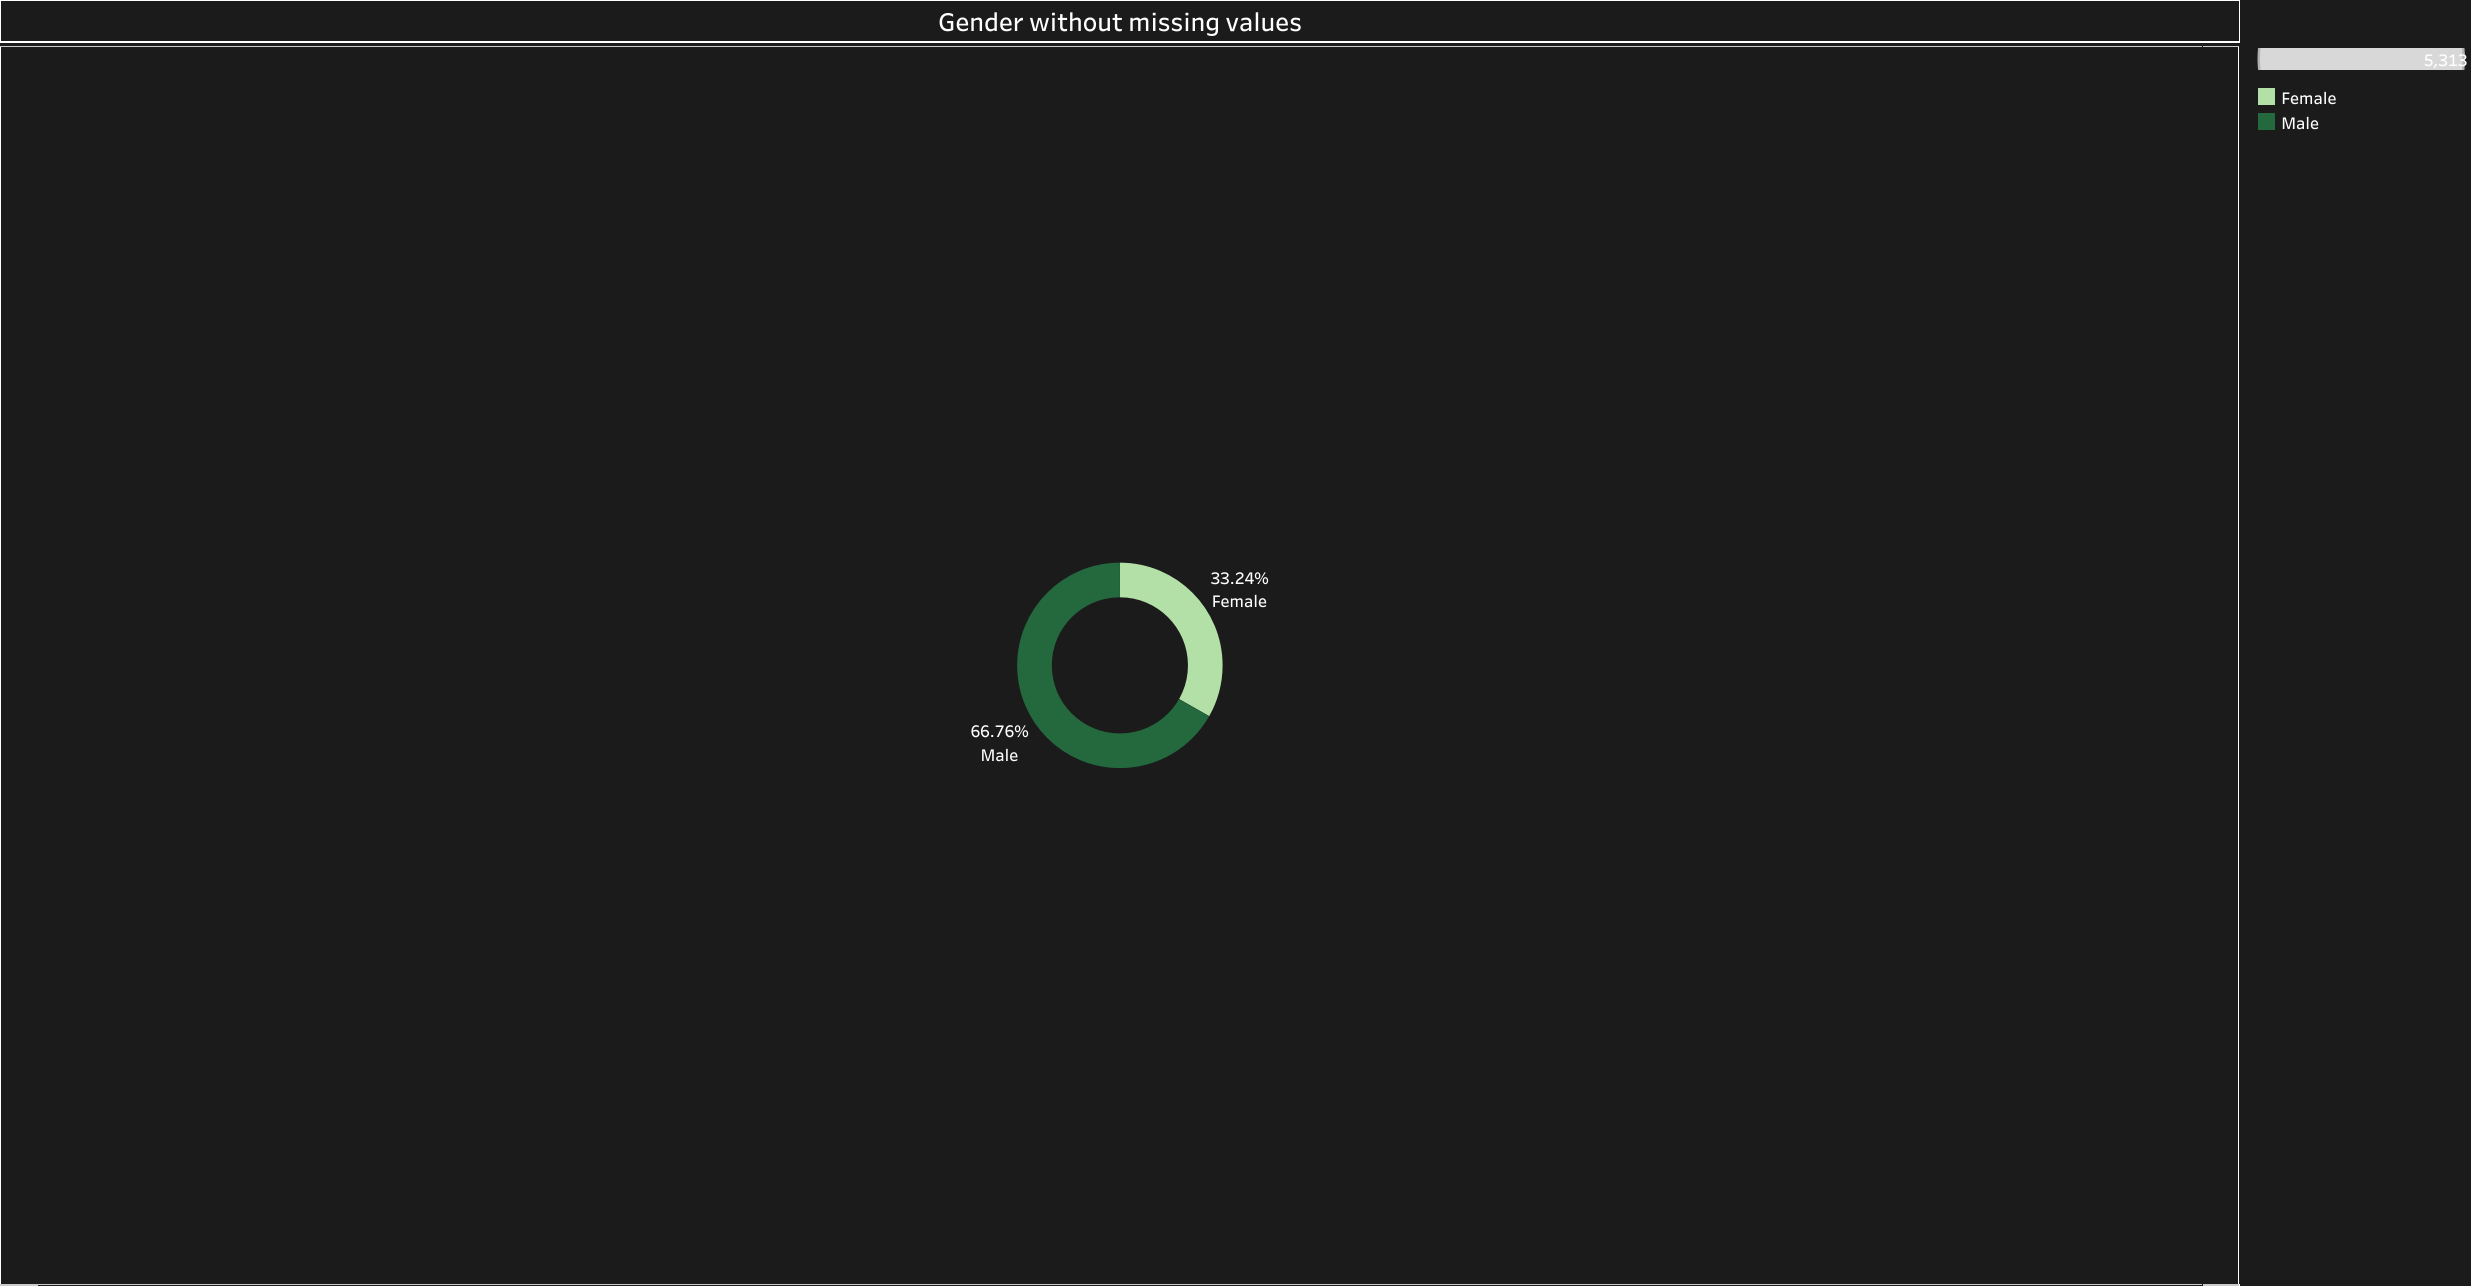 Gender without missing values
5,313
Female
Male
33.24%
Female
66.76%
Male